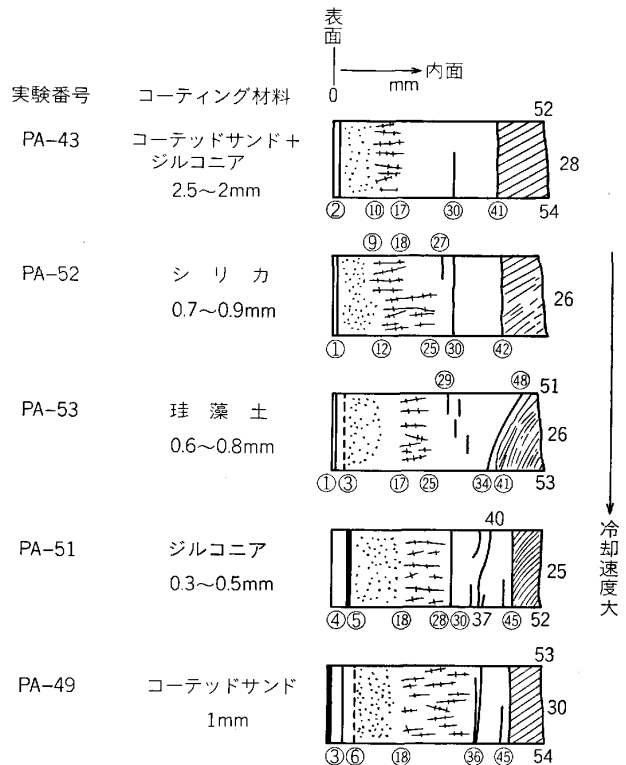 表面
0
mm
内面
実験番号 コーティング材料
PA-43 コーテッドサンド+
ジルコニア
2.5~2mm
52
28
② ⑩ ⑰ ㉚ ㊶ 54
PA-52 シリカ
0.7~0.9mm
⑨ ⑱ ㉗
26
① ⑫ ㉕ ㉚ ㊷
PA-53 珪藻土
0.6~0.8mm
㉙ ㊽ 51
26
① ③ ⑰ ㉕ ㉞ ㊶ 53
PA-51 ジルコニア
0.3~0.5mm
40
25
④ ⑤ ⑱ ㉘ ㉚ 37 ㊺ 52
PA-49 コーテッドサンド
1mm
53
30
③ ⑥ ⑱ ㊱ ㊺ 54
冷却速度大